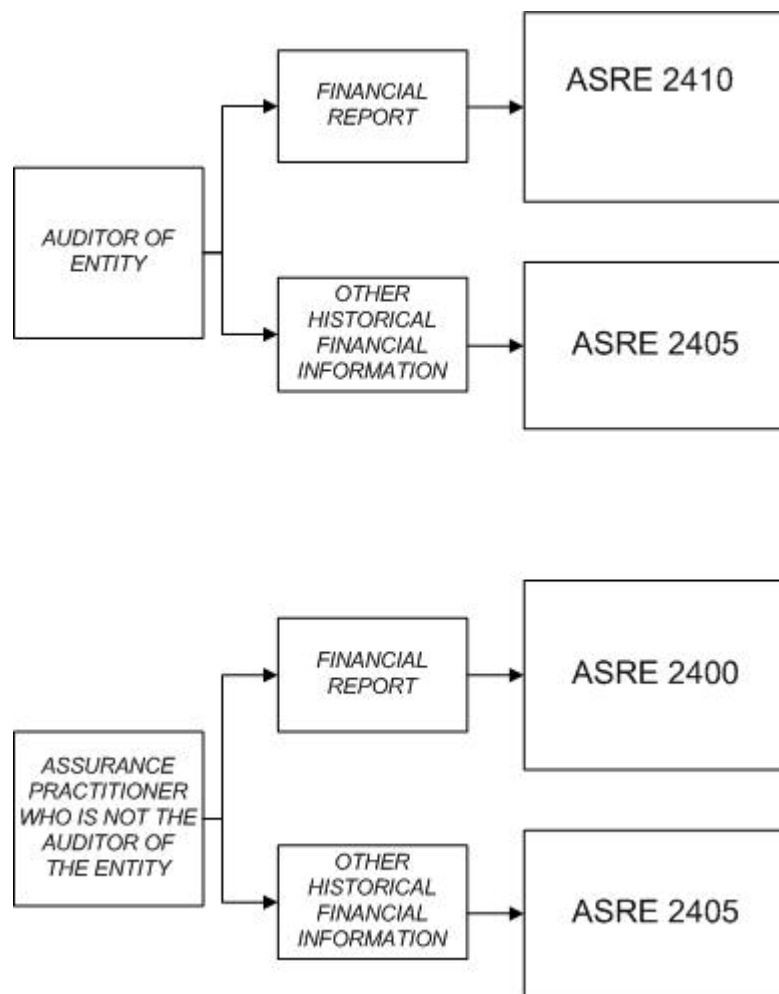 FINANCIAL
REPORT
ASRE 2410
AUDITOR OF
ENTITY
OTHER
HISTORICAL
FINANCIAL
INFORMATION
ASRE 2405
FINANCIAL
REPORT
ASRE 2400
ASSURANCE
PRACTITIONER
WHO IS NOT THE
AUDITOR OF
THE ENTITY
OTHER
HISTORICAL
FINANCIAL
INFORMATION
ASRE 2405